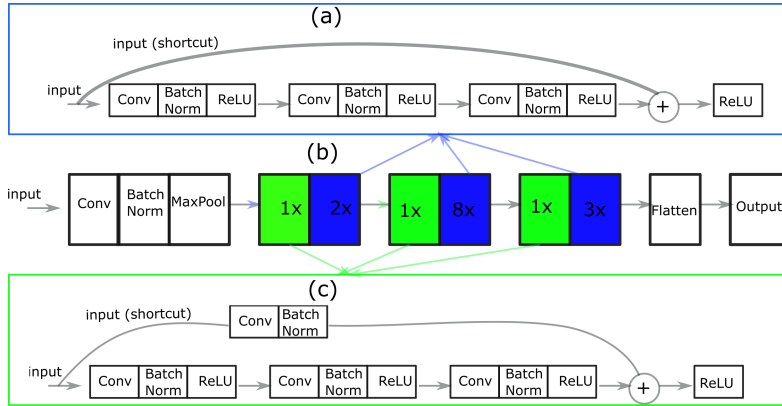 (a)
input (shortcut)
input
Conv Batch Norm ReLU Conv Batch Norm ReLU Conv Batch Norm ReLU + ReLU
(b)
input
Conv Batch Norm MaxPool 1x 2x 1x 8x 1x 3x Flatten Output
(c)
input (shortcut)
Conv Batch Norm
input
Conv Batch Norm ReLU Conv Batch Norm ReLU Conv Batch Norm ReLU + ReLU